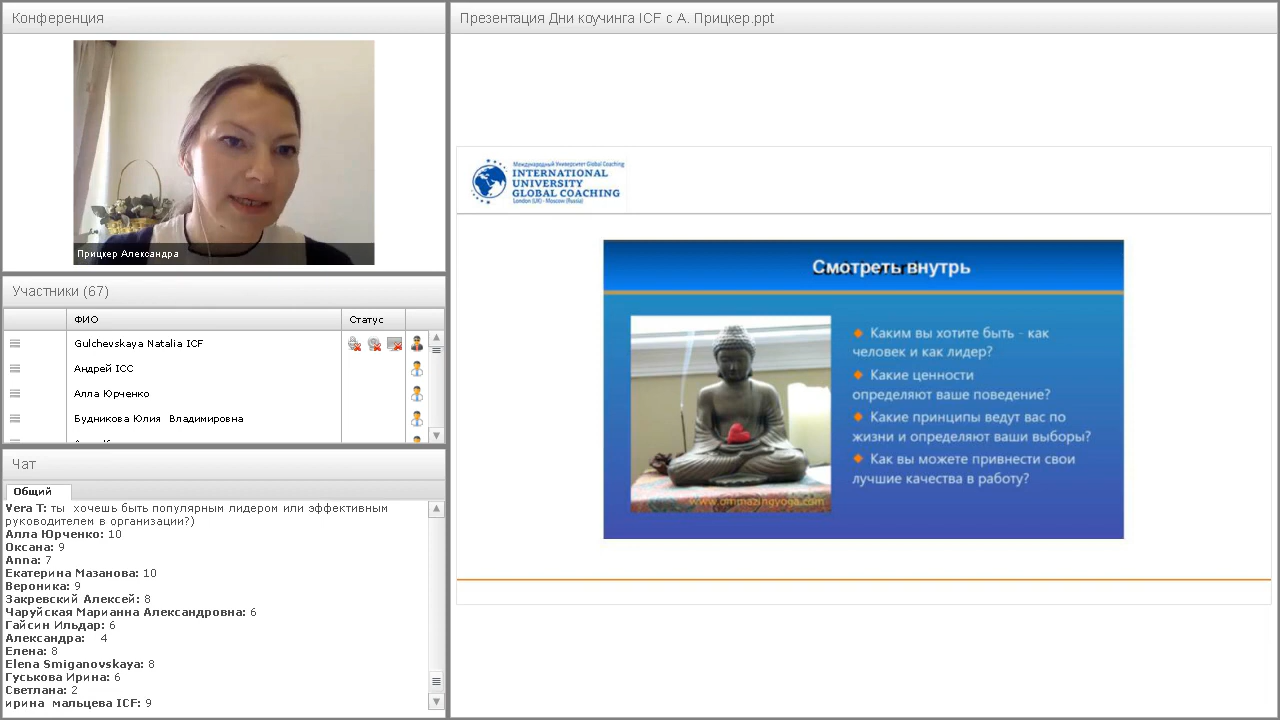 Конференция
Прицкер Александра
Участники (67)
ФИО
Статус
Gulchevskaya Natalia ICF
Андрей ICC
Алла Юрченко
Будникова Юлия Владимировна
Чат
Общий
быть популярным лидером или эффективным
руководителем в организации?)
Алла Юрченко: 10
Оксана: 9
Anna: 7
Екатерина Мазанова: 10
Вероника: 9
Закревский Алексей: 8
Чаруйская Марианна Александровна: 6
Гайсин Ильдар: 6
Александра: 4
Елена: 8
Elena Smiganovskaya: 8
Гуськова Ирина: 6
Светлана: 2
ирина мальцева ICF: 9
Презентация Дни коучинга ICF с А. Прицкер.ppt
Международный Университет Global Coaching
INTERNATIONAL
UNIVERSITY
GLOBAL COACHING
London (UK) - Moscow (Russia)
Смотреть внутрь
Каким вы хотите быть - как
человек и как лидер?
Какие ценности
определяют ваше поведение?
Какие принципы ведут вас по
жизни и определяют ваши выборы?
Как вы можете привнести свои
лучшие качества в работу?
www.ommazingyoga.com